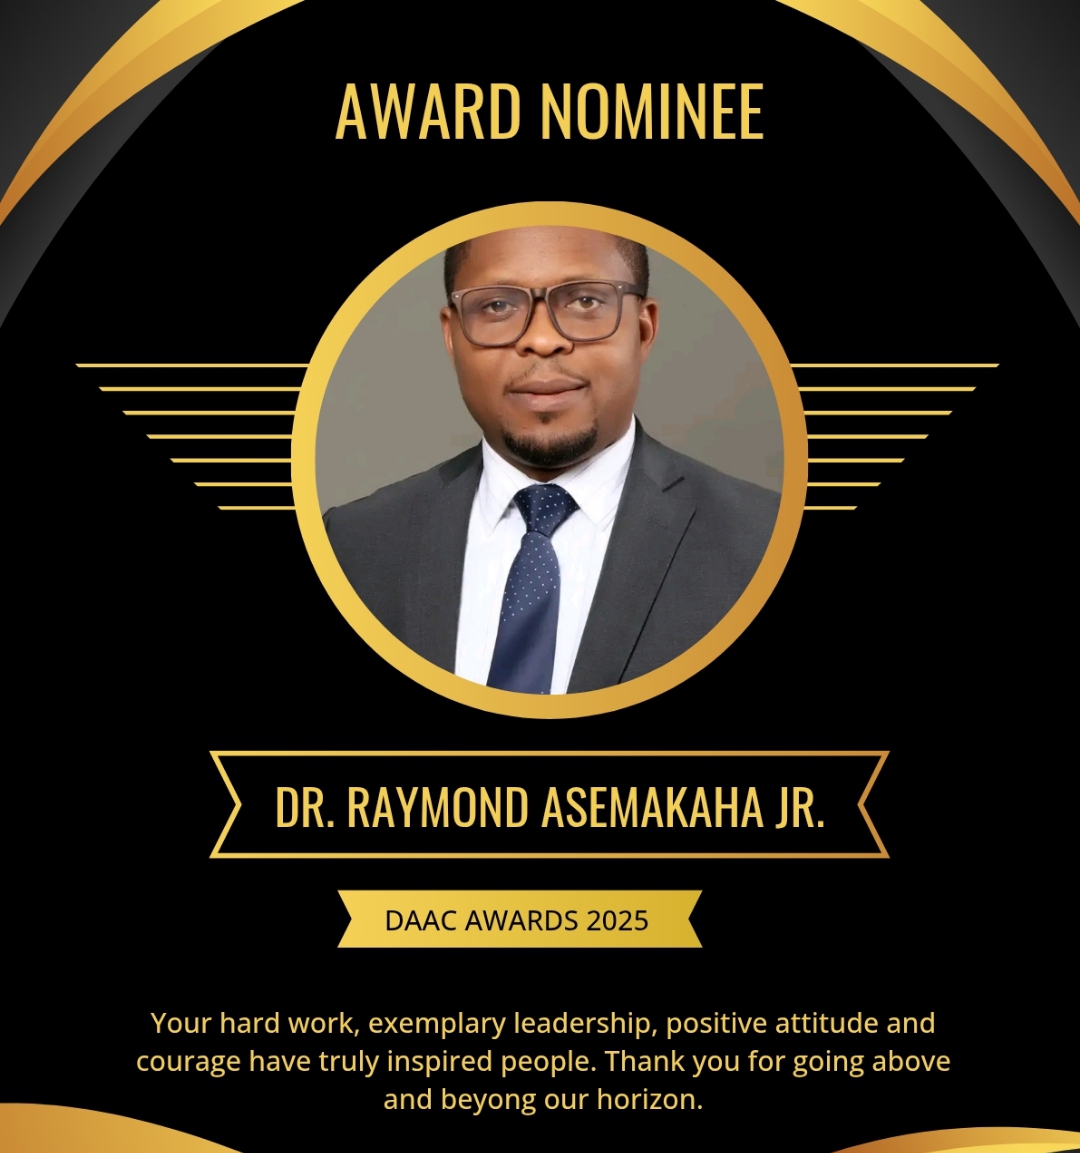 AWARD NOMINEE
DR. RAYMOND ASEMAKAHA JR.
DAAC AWARDS 2025
Your hard work, exemplary leadership, positive attitude and
courage have truly inspired people. Thank you for going above
and beyong our horizon.